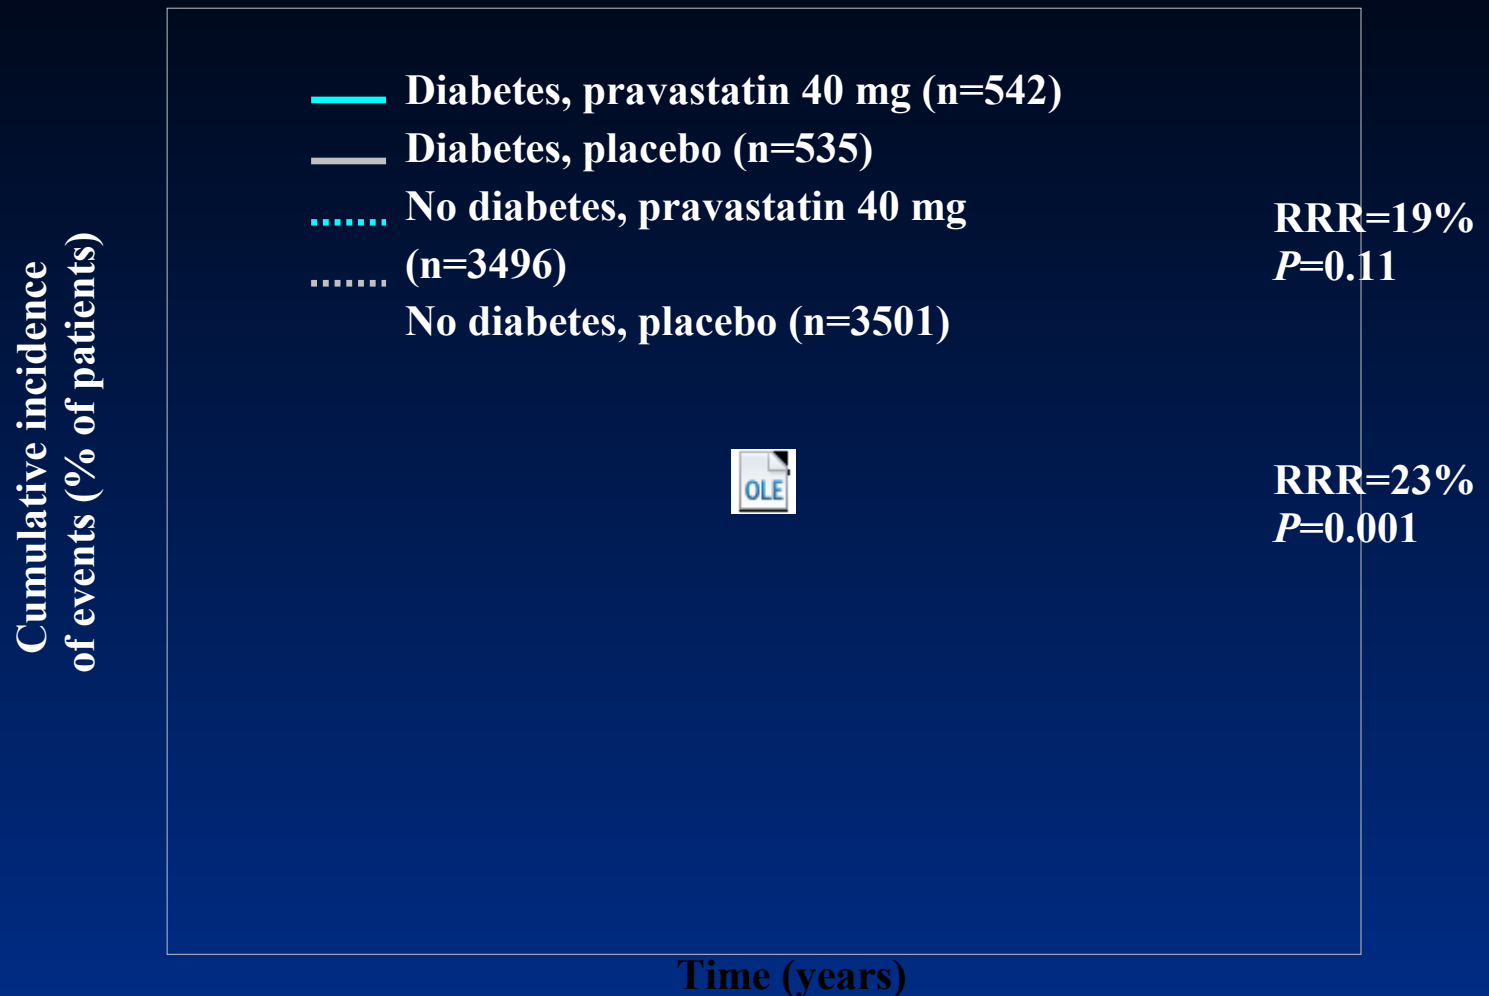 Diabetes, pravastatin 40 mg (n=542)
Diabetes, placebo (n=535)
No diabetes, pravastatin 40 mg
(n=3496)
No diabetes, placebo (n=3501)
RRR=19%
P=0.11
Cumulative incidence
of events (% of patients)
OLE
RRR=23%
P=0.001
Time (years)